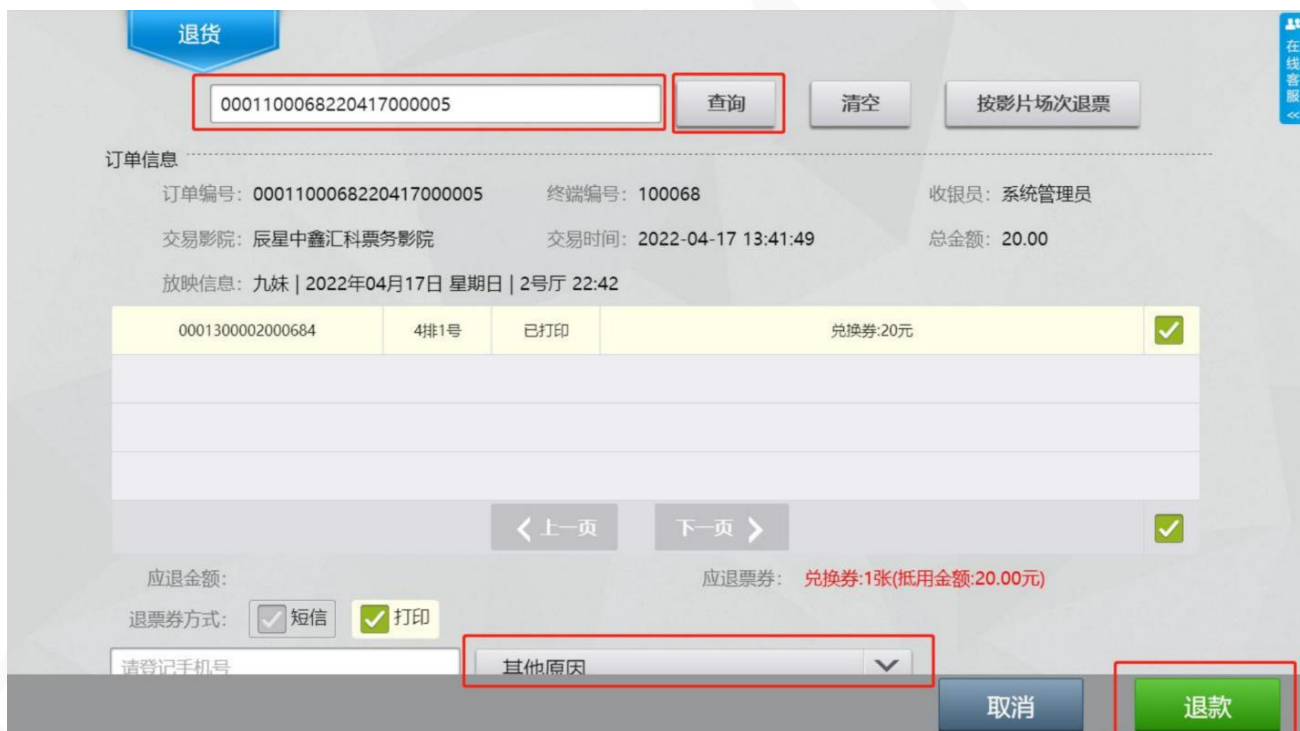 退货
0001100068220417000005 查询 清空 按影片场次退票
在线客服
<<
订单信息
订单编号: 0001100068220417000005 终端编号: 100068 收银员: 系统管理员
交易影院: 辰星中鑫汇科票务影院 交易时间: 2022-04-17 13:41:49 总金额: 20.00
放映信息: 九妹 | 2022年04月17日 星期日 | 2号厅 22:42
0001300002000684 4排1号 已打印 兑换券:20元
上一页 下一页
应退金额: 应退票券: 兑换券:1张(抵用金额:20.00元)
退票券方式: 短信 打印
请登记手机号 其他原因
取消 退款